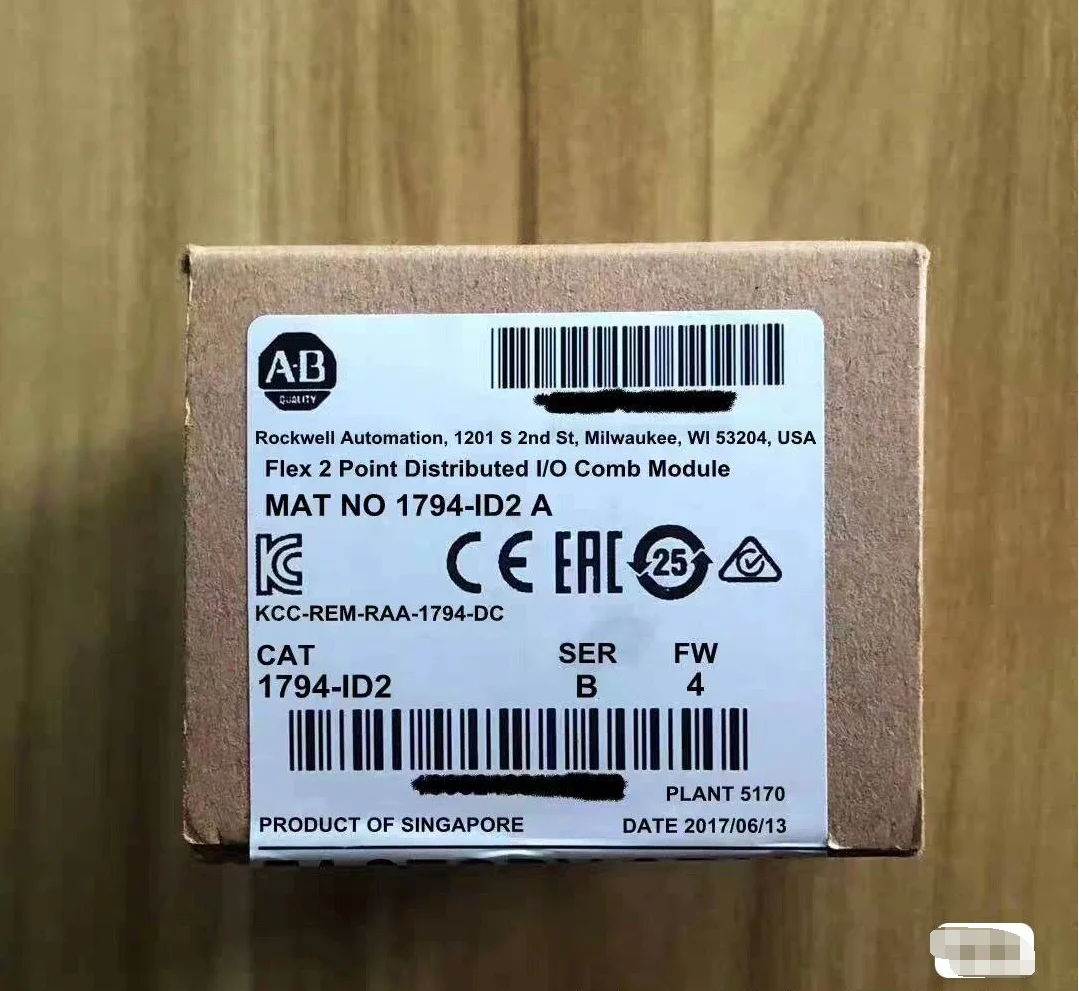 A·B
QUALITY
Rockwell Automation, 1201 S 2nd St, Milwaukee, WI 53204, USA
Flex 2 Point Distributed I/O Comb Module
MAT NO 1794-ID2 A
KC CE EAC 25
KCC-REM-RAA-1794-DC
CAT SER FW
1794-ID2 B 4
PLANT 5170
PRODUCT OF SINGAPORE DATE 2017/06/13